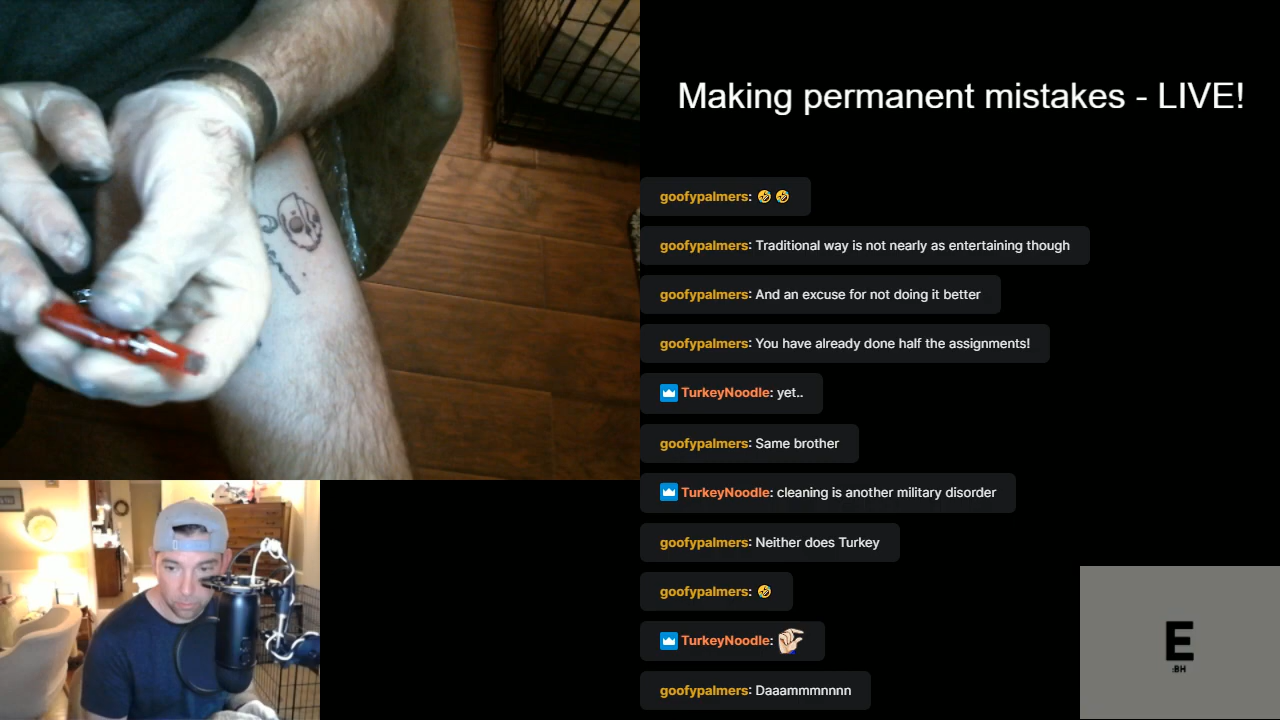 Making permanent mistakes - LIVE!
goofypalmers: 🤣 🤣
goofypalmers: Traditional way is not nearly as entertaining though
goofypalmers: And an excuse for not doing it better
goofypalmers: You have already done half the assignments!
TurkeyNoodle: yet..
goofypalmers: Same brother
TurkeyNoodle: cleaning is another military disorder
goofypalmers: Neither does Turkey
goofypalmers: 🤣
TurkeyNoodle:
goofypalmers: Daaammmnnnn
E
:BH